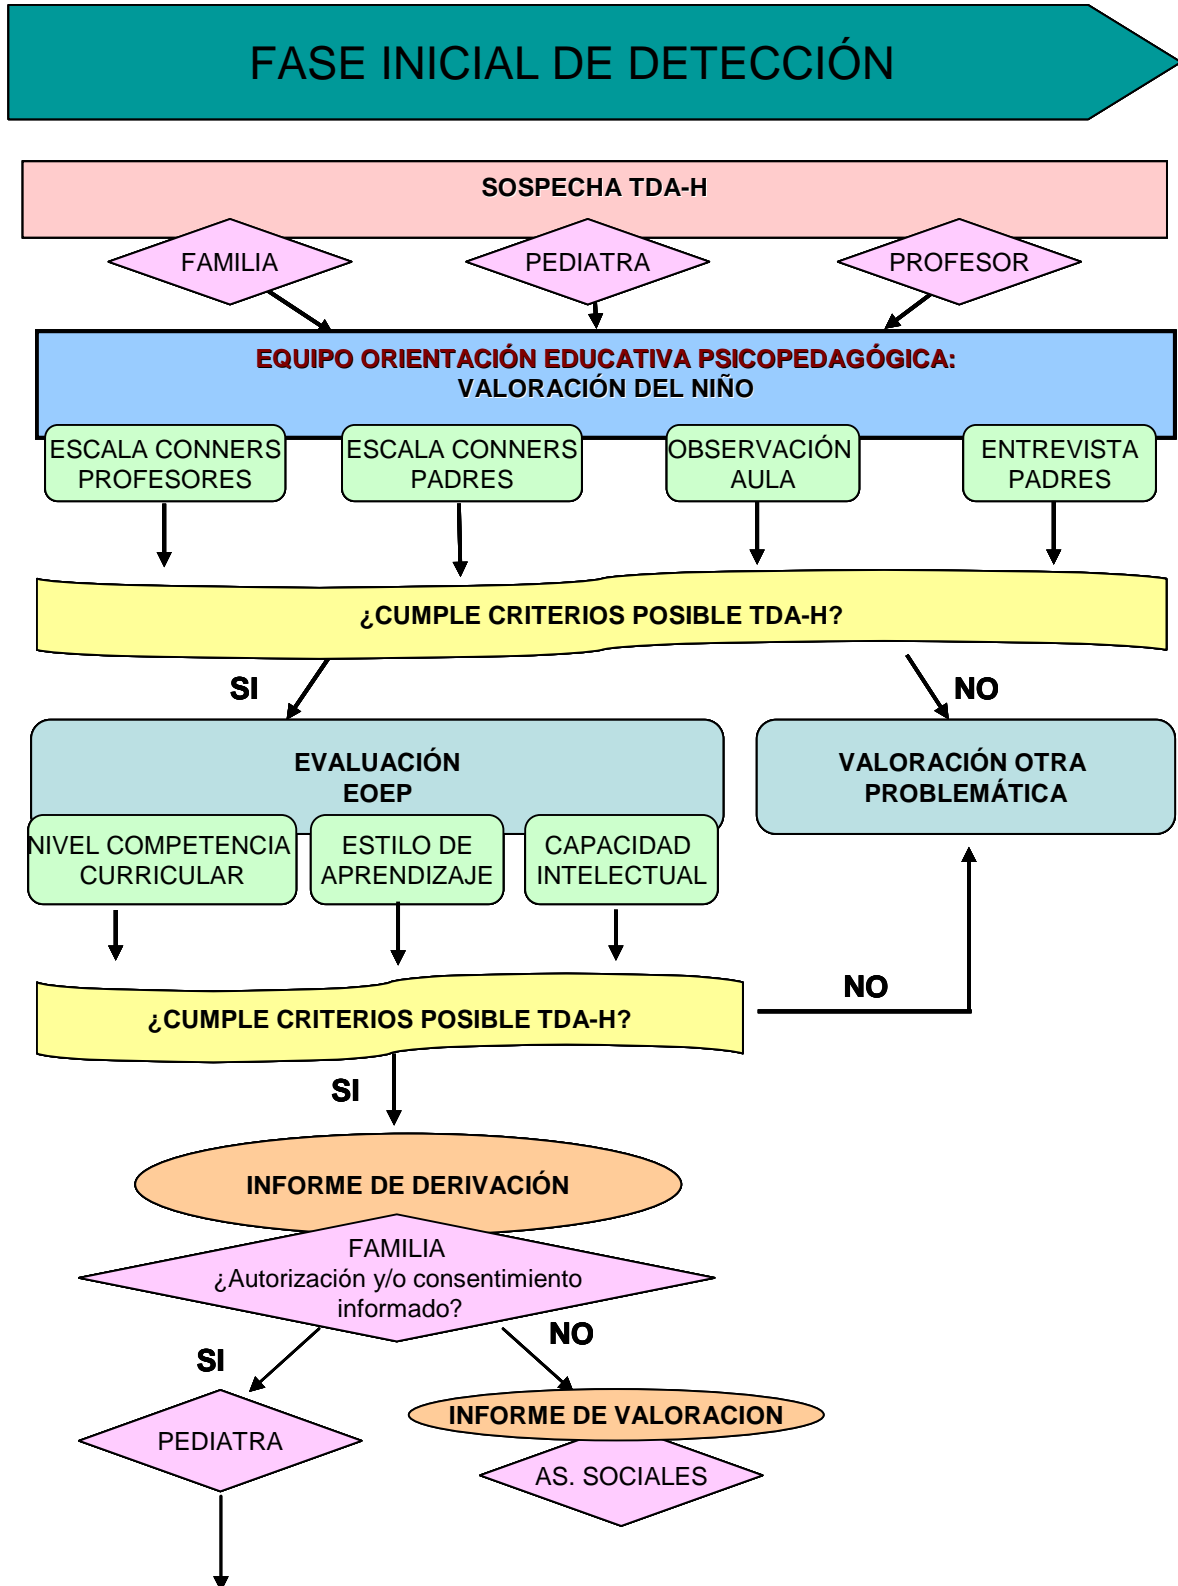 FASE INICIAL DE DETECCIÓN
SOSPECHA TDA-H
FAMILIA
PEDIATRA
PROFESOR
EQUIPO ORIENTACIÓN EDUCATIVA PSICOPEDAGÓGICA:
VALORACIÓN DEL NIÑO
ESCALA CONNERS
PROFESORES
ESCALA CONNERS
PADRES
OBSERVACIÓN
AULA
ENTREVISTA
PADRES
¿CUMPLE CRITERIOS POSIBLE TDA-H?
SI
NO
EVALUACIÓN
EOEP
VALORACIÓN OTRA
PROBLEMÁTICA
NIVEL COMPETENCIA
CURRICULAR
ESTILO DE
APRENDIZAJE
CAPACIDAD
INTELECTUAL
¿CUMPLE CRITERIOS POSIBLE TDA-H?
NO
SI
INFORME DE DERIVACIÓN
FAMILIA
¿Autorización y/o consentimiento
informado?
SI
NO
PEDIATRA
INFORME DE VALORACION
AS. SOCIALES